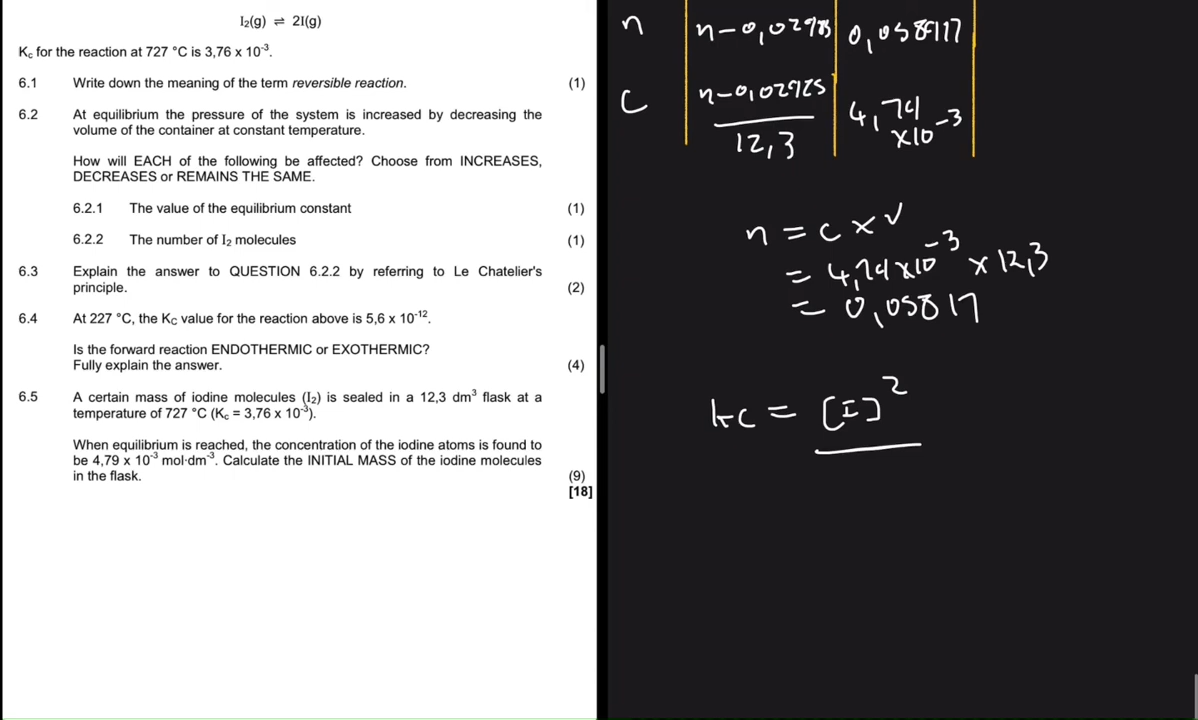 I₂(g) ⇌ 2I(g)
Kc for the reaction at 727 °C is 3,76 x 10⁻³.
6.1 Write down the meaning of the term reversible reaction. (1)
6.2 At equilibrium the pressure of the system is increased by decreasing the
volume of the container at constant temperature.
How will EACH of the following be affected? Choose from INCREASES,
DECREASES or REMAINS THE SAME.
6.2.1 The value of the equilibrium constant (1)
6.2.2 The number of I₂ molecules (1)
6.3 Explain the answer to QUESTION 6.2.2 by referring to Le Chatelier's
principle. (2)
6.4 At 227 °C, the KC value for the reaction above is 5,6 x 10⁻¹².
Is the forward reaction ENDOTHERMIC or EXOTHERMIC?
Fully explain the answer. (4)
6.5 A certain mass of iodine molecules (I₂) is sealed in a 12,3 dm³ flask at a
temperature of 727 °C (Kc = 3,76 x 10⁻³).
When equilibrium is reached, the concentration of the iodine atoms is found to
be 4,79 x 10⁻³ mol·dm⁻³. Calculate the INITIAL MASS of the iodine molecules
in the flask. (9)
[18]
n
c n-0,02925
12,3
4,79
x10⁻³
n = c x v
= 4,79x10⁻³ x 12,3
= 0,05817
kc = [I]²